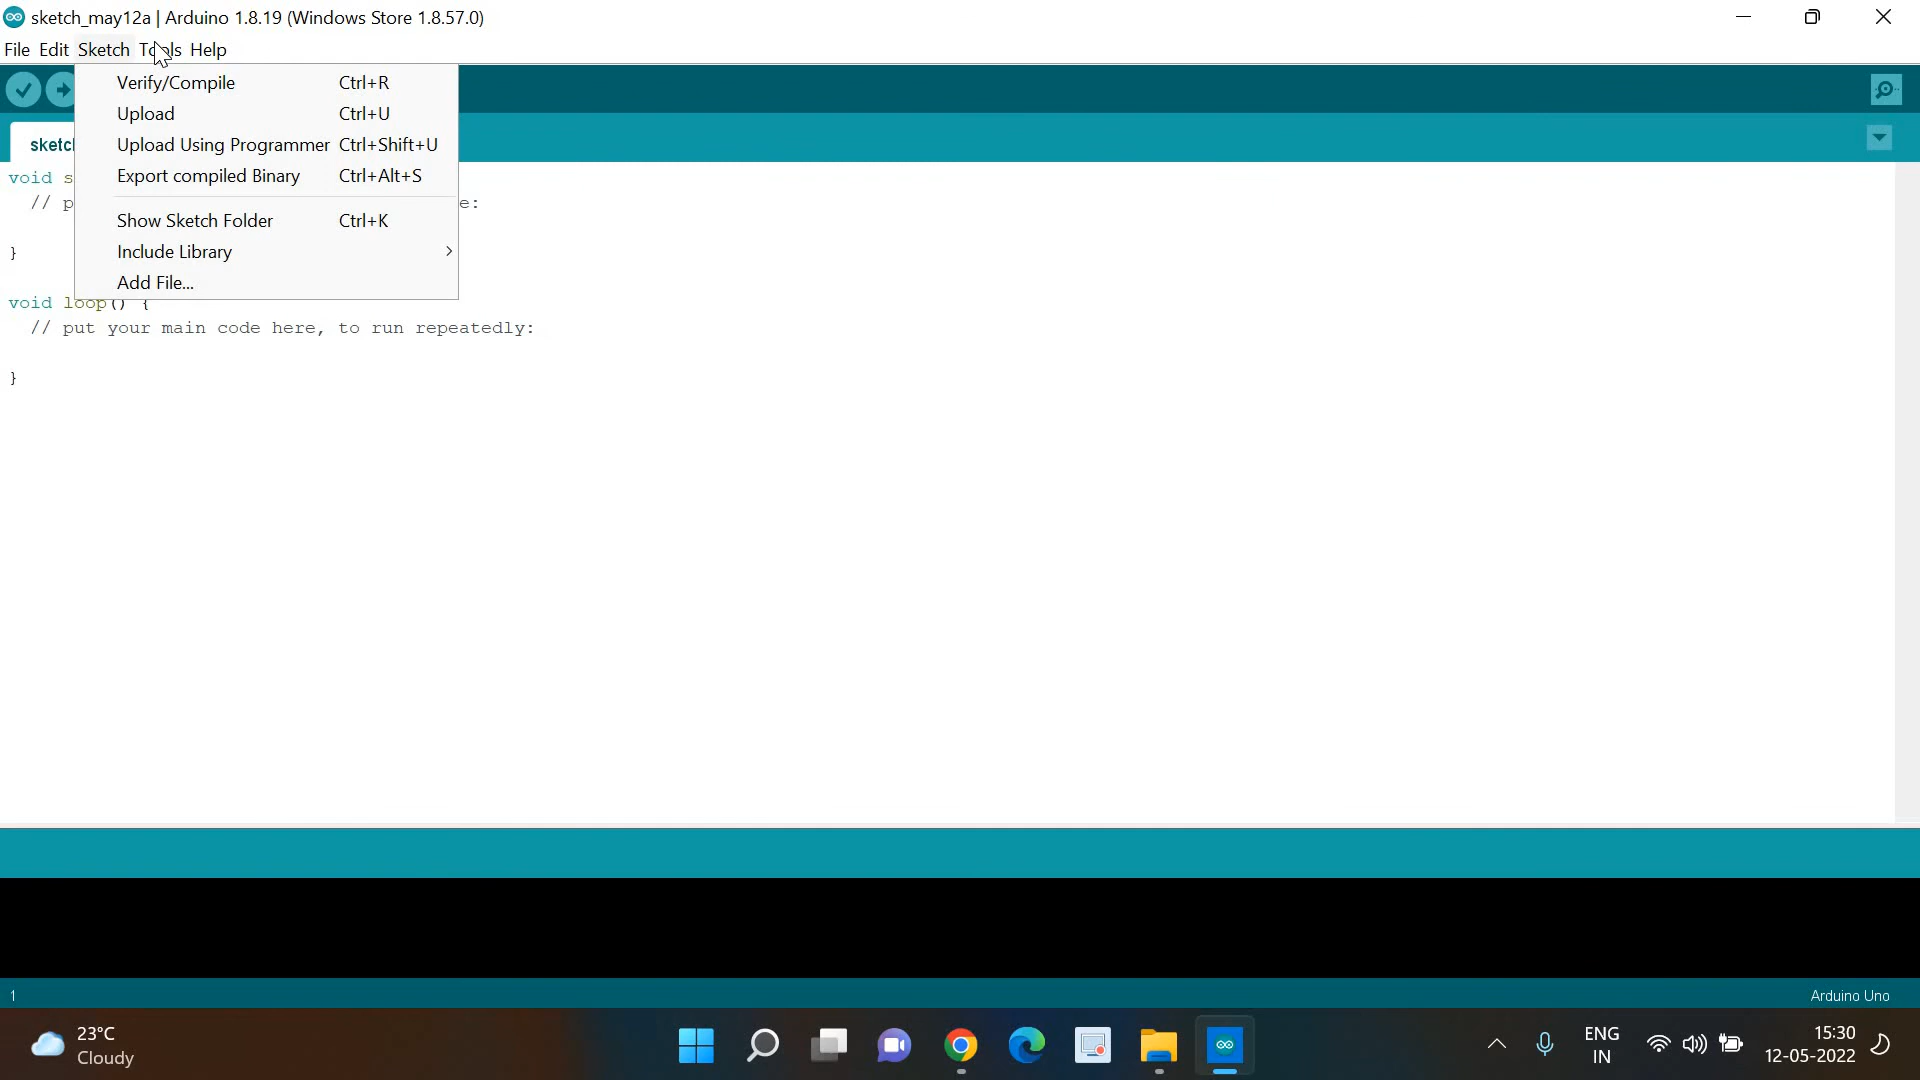 sketch_may12a | Arduino 1.8.19 (Windows Store 1.8.57.0)
File Edit Sketch Tools Help
Verify/Compile Ctrl+R
Upload Ctrl+U
Upload Using Programmer Ctrl+Shift+U
Export compiled Binary Ctrl+Alt+S
Show Sketch Folder Ctrl+K
Include Library
Add File...
void
// e:
}
void loop() {
// put your main code here, to run repeatedly:
}
1
Arduino Uno
23°C
Cloudy
ENG
IN
15:30
12-05-2022